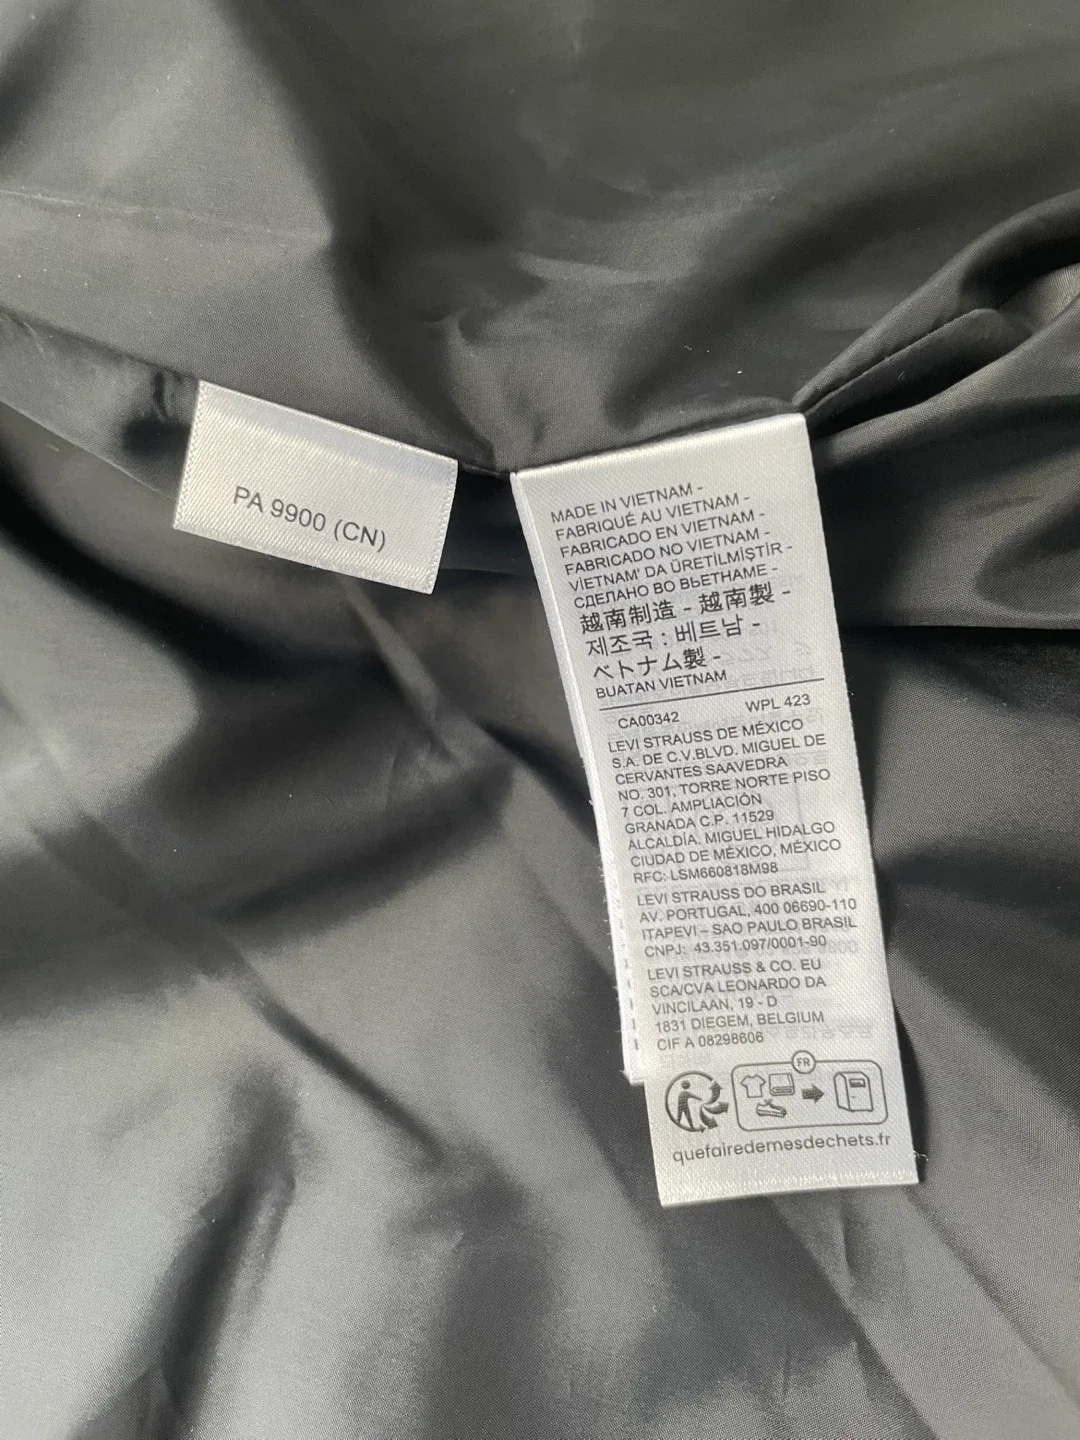 PA 9900 (CN)
MADE IN VIETNAM -
FABRIQUÉ AU VIETNAM -
FABRICADO EN VIETNAM -
FABRICADO NO VIETNAM -
VİETNAM' DA ÜRETİLMİŞTİR -
СДЕЛАНО ВО ВЬЕТНАМЕ -
越南制造 - 越南製 -
제조국 : 베트남 -
ベトナム製 -
BUATAN VIETNAM
CA00342 WPL 423
LEVI STRAUSS DE MÉXICO
S.A. DE C.V.BLVD. MIGUEL DE
CERVANTES SAAVEDRA
NO. 301, TORRE NORTE PISO
7 COL. AMPLIACIÓN
GRANADA C.P. 11529
ALCALDÍA. MIGUEL HIDALGO
CIUDAD DE MÉXICO, MÉXICO
RFC: LSM660818M98
LEVI STRAUSS DO BRASIL
AV. PORTUGAL, 400 06690-110
ITAPEVI – SAO PAULO BRASIL
CNPJ: 43.351.097/0001-90
LEVI STRAUSS & CO. EU
SCA/CVA LEONARDO DA
VINCILAAN, 19 - D
1831 DIEGEM, BELGIUM
CIF A 08298606
FR
quefairedemesdechets.fr